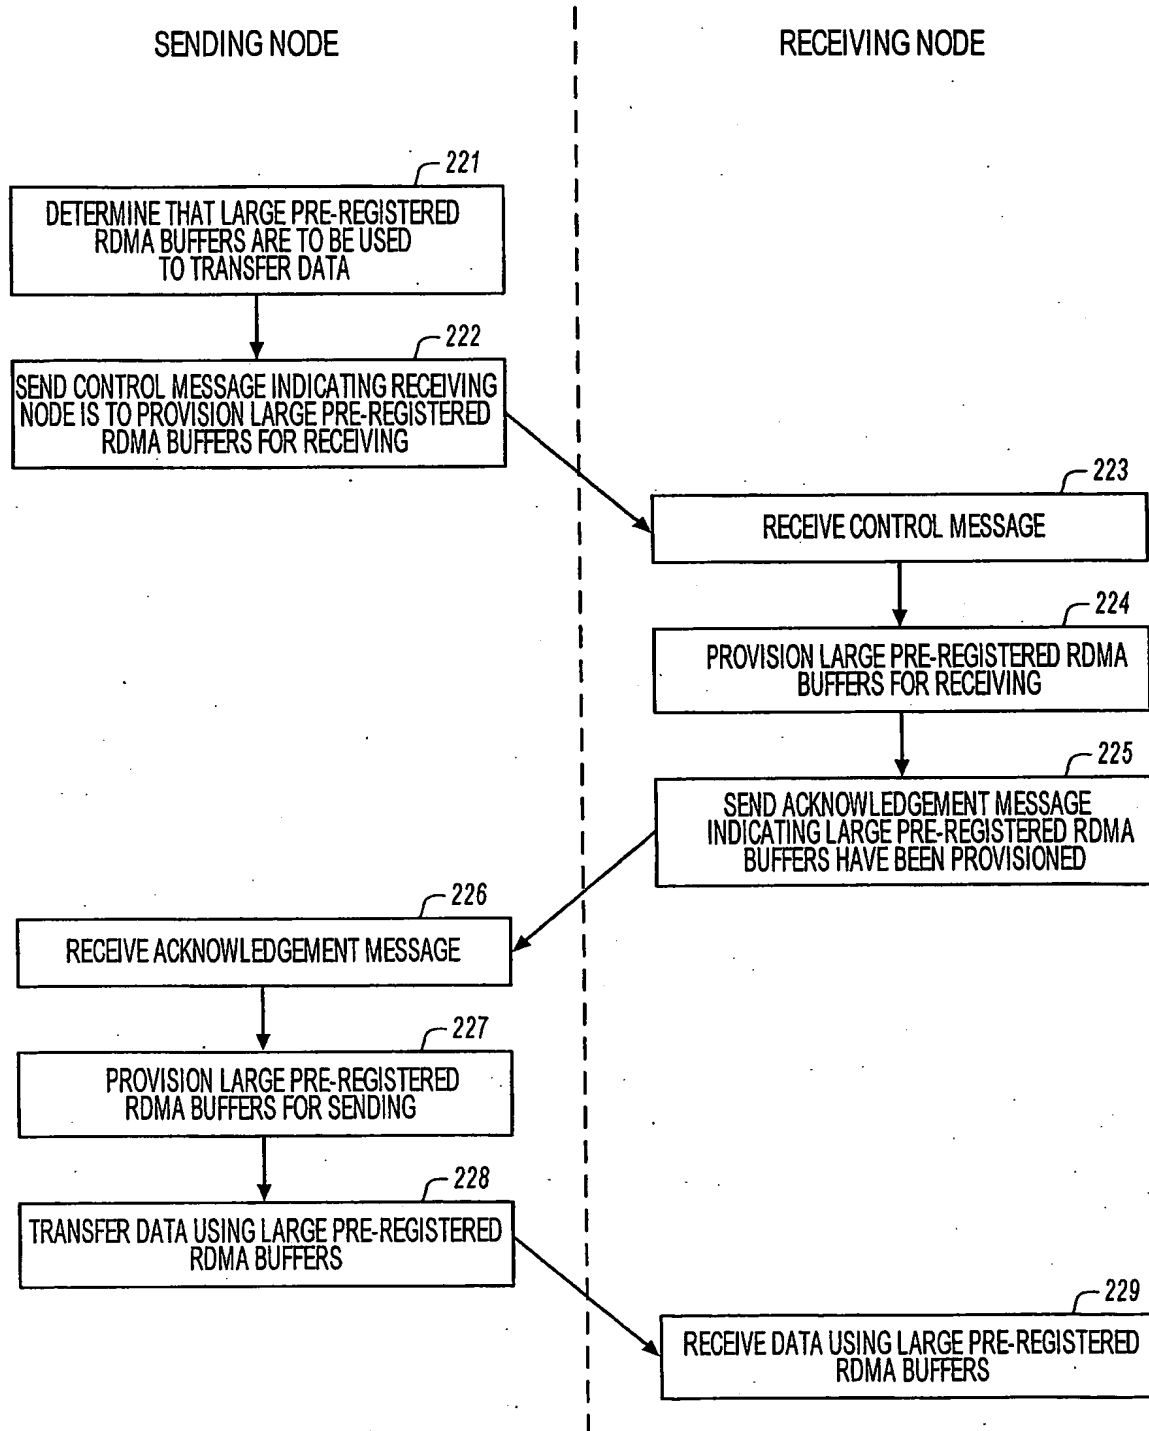 SENDING NODE
RECEIVING NODE
221
DETERMINE THAT LARGE PRE-REGISTERED
RDMA BUFFERS ARE TO BE USED
TO TRANSFER DATA
222
SEND CONTROL MESSAGE INDICATING RECEIVING
NODE IS TO PROVISION LARGE PRE-REGISTERED
RDMA BUFFERS FOR RECEIVING
223
RECEIVE CONTROL MESSAGE
224
PROVISION LARGE PRE-REGISTERED RDMA
BUFFERS FOR RECEIVING
225
SEND ACKNOWLEDGEMENT MESSAGE
INDICATING LARGE PRE-REGISTERED RDMA
BUFFERS HAVE BEEN PROVISIONED
226
RECEIVE ACKNOWLEDGEMENT MESSAGE
227
PROVISION LARGE PRE-REGISTERED
RDMA BUFFERS FOR SENDING
228
TRANSFER DATA USING LARGE PRE-REGISTERED
RDMA BUFFERS
229
RECEIVE DATA USING LARGE PRE-REGISTERED
RDMA BUFFERS